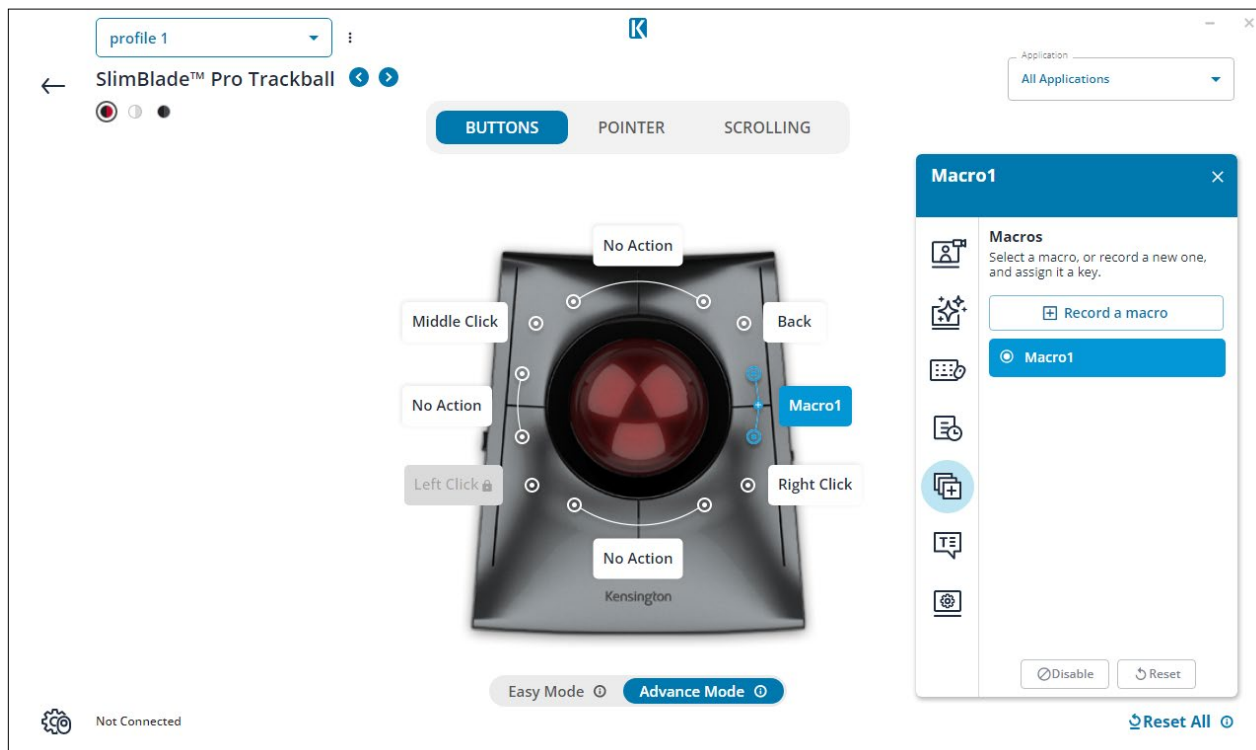 profile 1
SlimBlade™ Pro Trackball
Application
All Applications
BUTTONS
POINTER
SCROLLING
No Action
Middle Click
Back
No Action
Macro1
Left Click
Right Click
No Action
Kensington
Easy Mode
Advance Mode
Macro1
Macros
Select a macro, or record a new one,
and assign it a key.
Record a macro
Macro1
Disable
Reset
Not Connected
Reset All